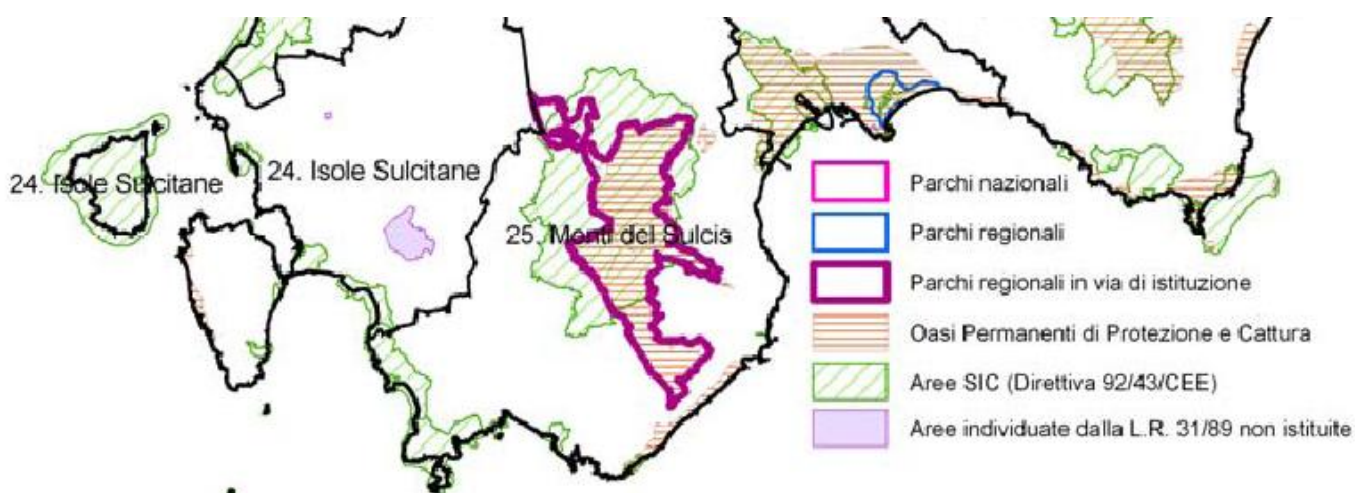 24. Isole Sulcitane
24. Isole Sulcitane
25. Monti del Sulcis
Parchi nazionali
Parchi regionali
Parchi regionali in via di istituzione
Oasi Permanenti di Protezione e Cattura
Aree SIC (Direttiva 92/43/CEE)
Aree individuate dalla L.R. 31/89 non istituite